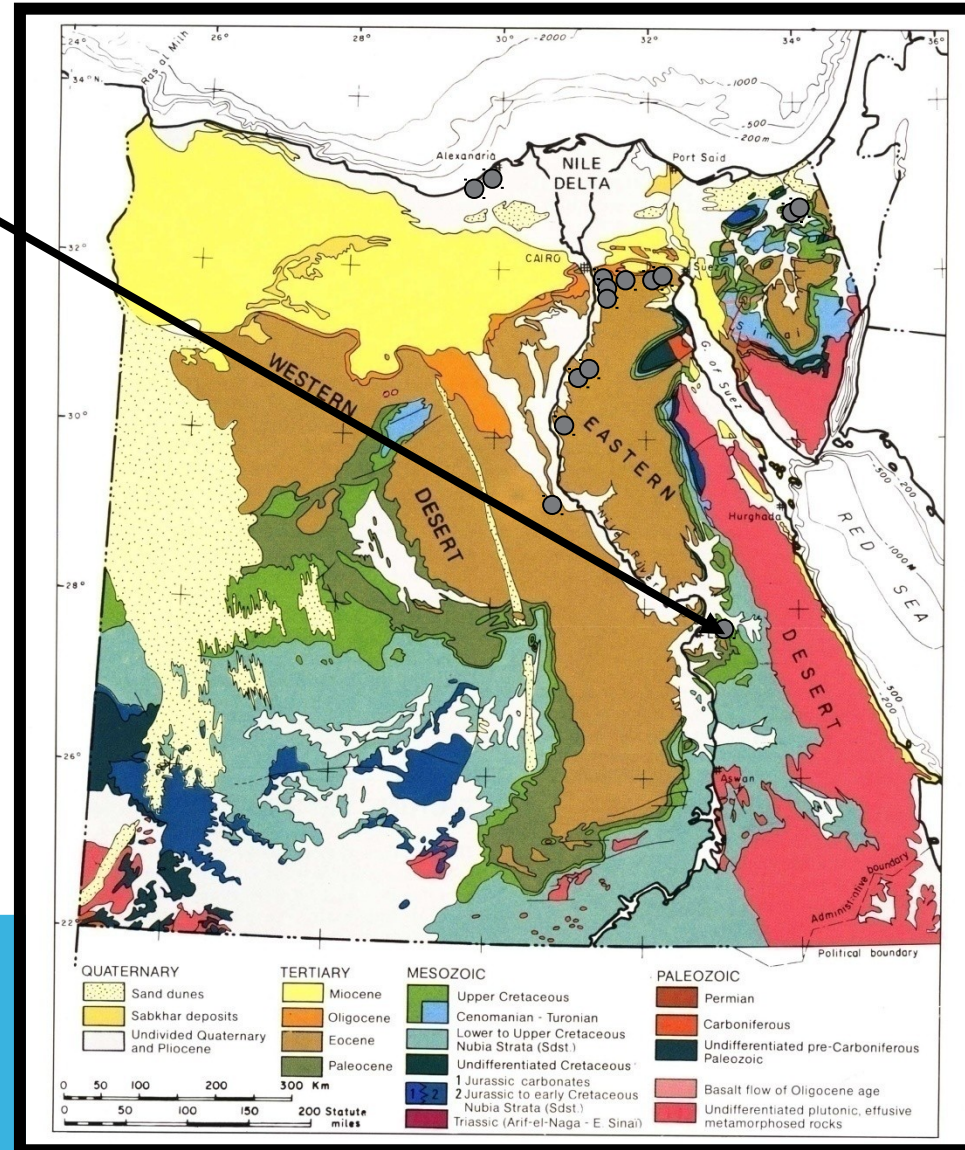 24° 26° 28° 30° -2000 32° 34° 36°
Ras al Milh
34°N.
-1000
-500
-200m
Alexandria
NILE
DELTA
Port Said
32°
CAIRO
Suez
Sinai
G. of Suez
WESTERN
DESERT
30°
EASTERN
DESERT
-200
-500
-1000 M
Hurghada
RED SEA
River
28°
500
200
26°
Aswan
Administrative boundary
22°
Political boundary
QUATERNARY
Sand dunes
Sabkhar deposits
Undivided Quaternary
and Pliocene
TERTIARY
Miocene
Oligocene
Eocene
Paleocene
MESOZOIC
Upper Cretaceous
Cenomanian - Turonian
Lower to Upper Cretaceous
Nubia Strata (Sdst.)
Undifferentiated Cretaceous
1 2
1 Jurassic carbonates
2 Jurassic to early Cretaceous
Nubia Strata (Sdst.)
Triassic (Arif-el-Naga - E. Sinai)
PALEOZOIC
Permian
Carboniferous
Undifferentiated pre-Carboniferous
Paleozoic
Basalt flow of Oligocene age
Undifferentiated plutonic, effusive
metamorphosed rocks
0 50 100 200 300 Km
0 50 100 150 200 Statute
miles